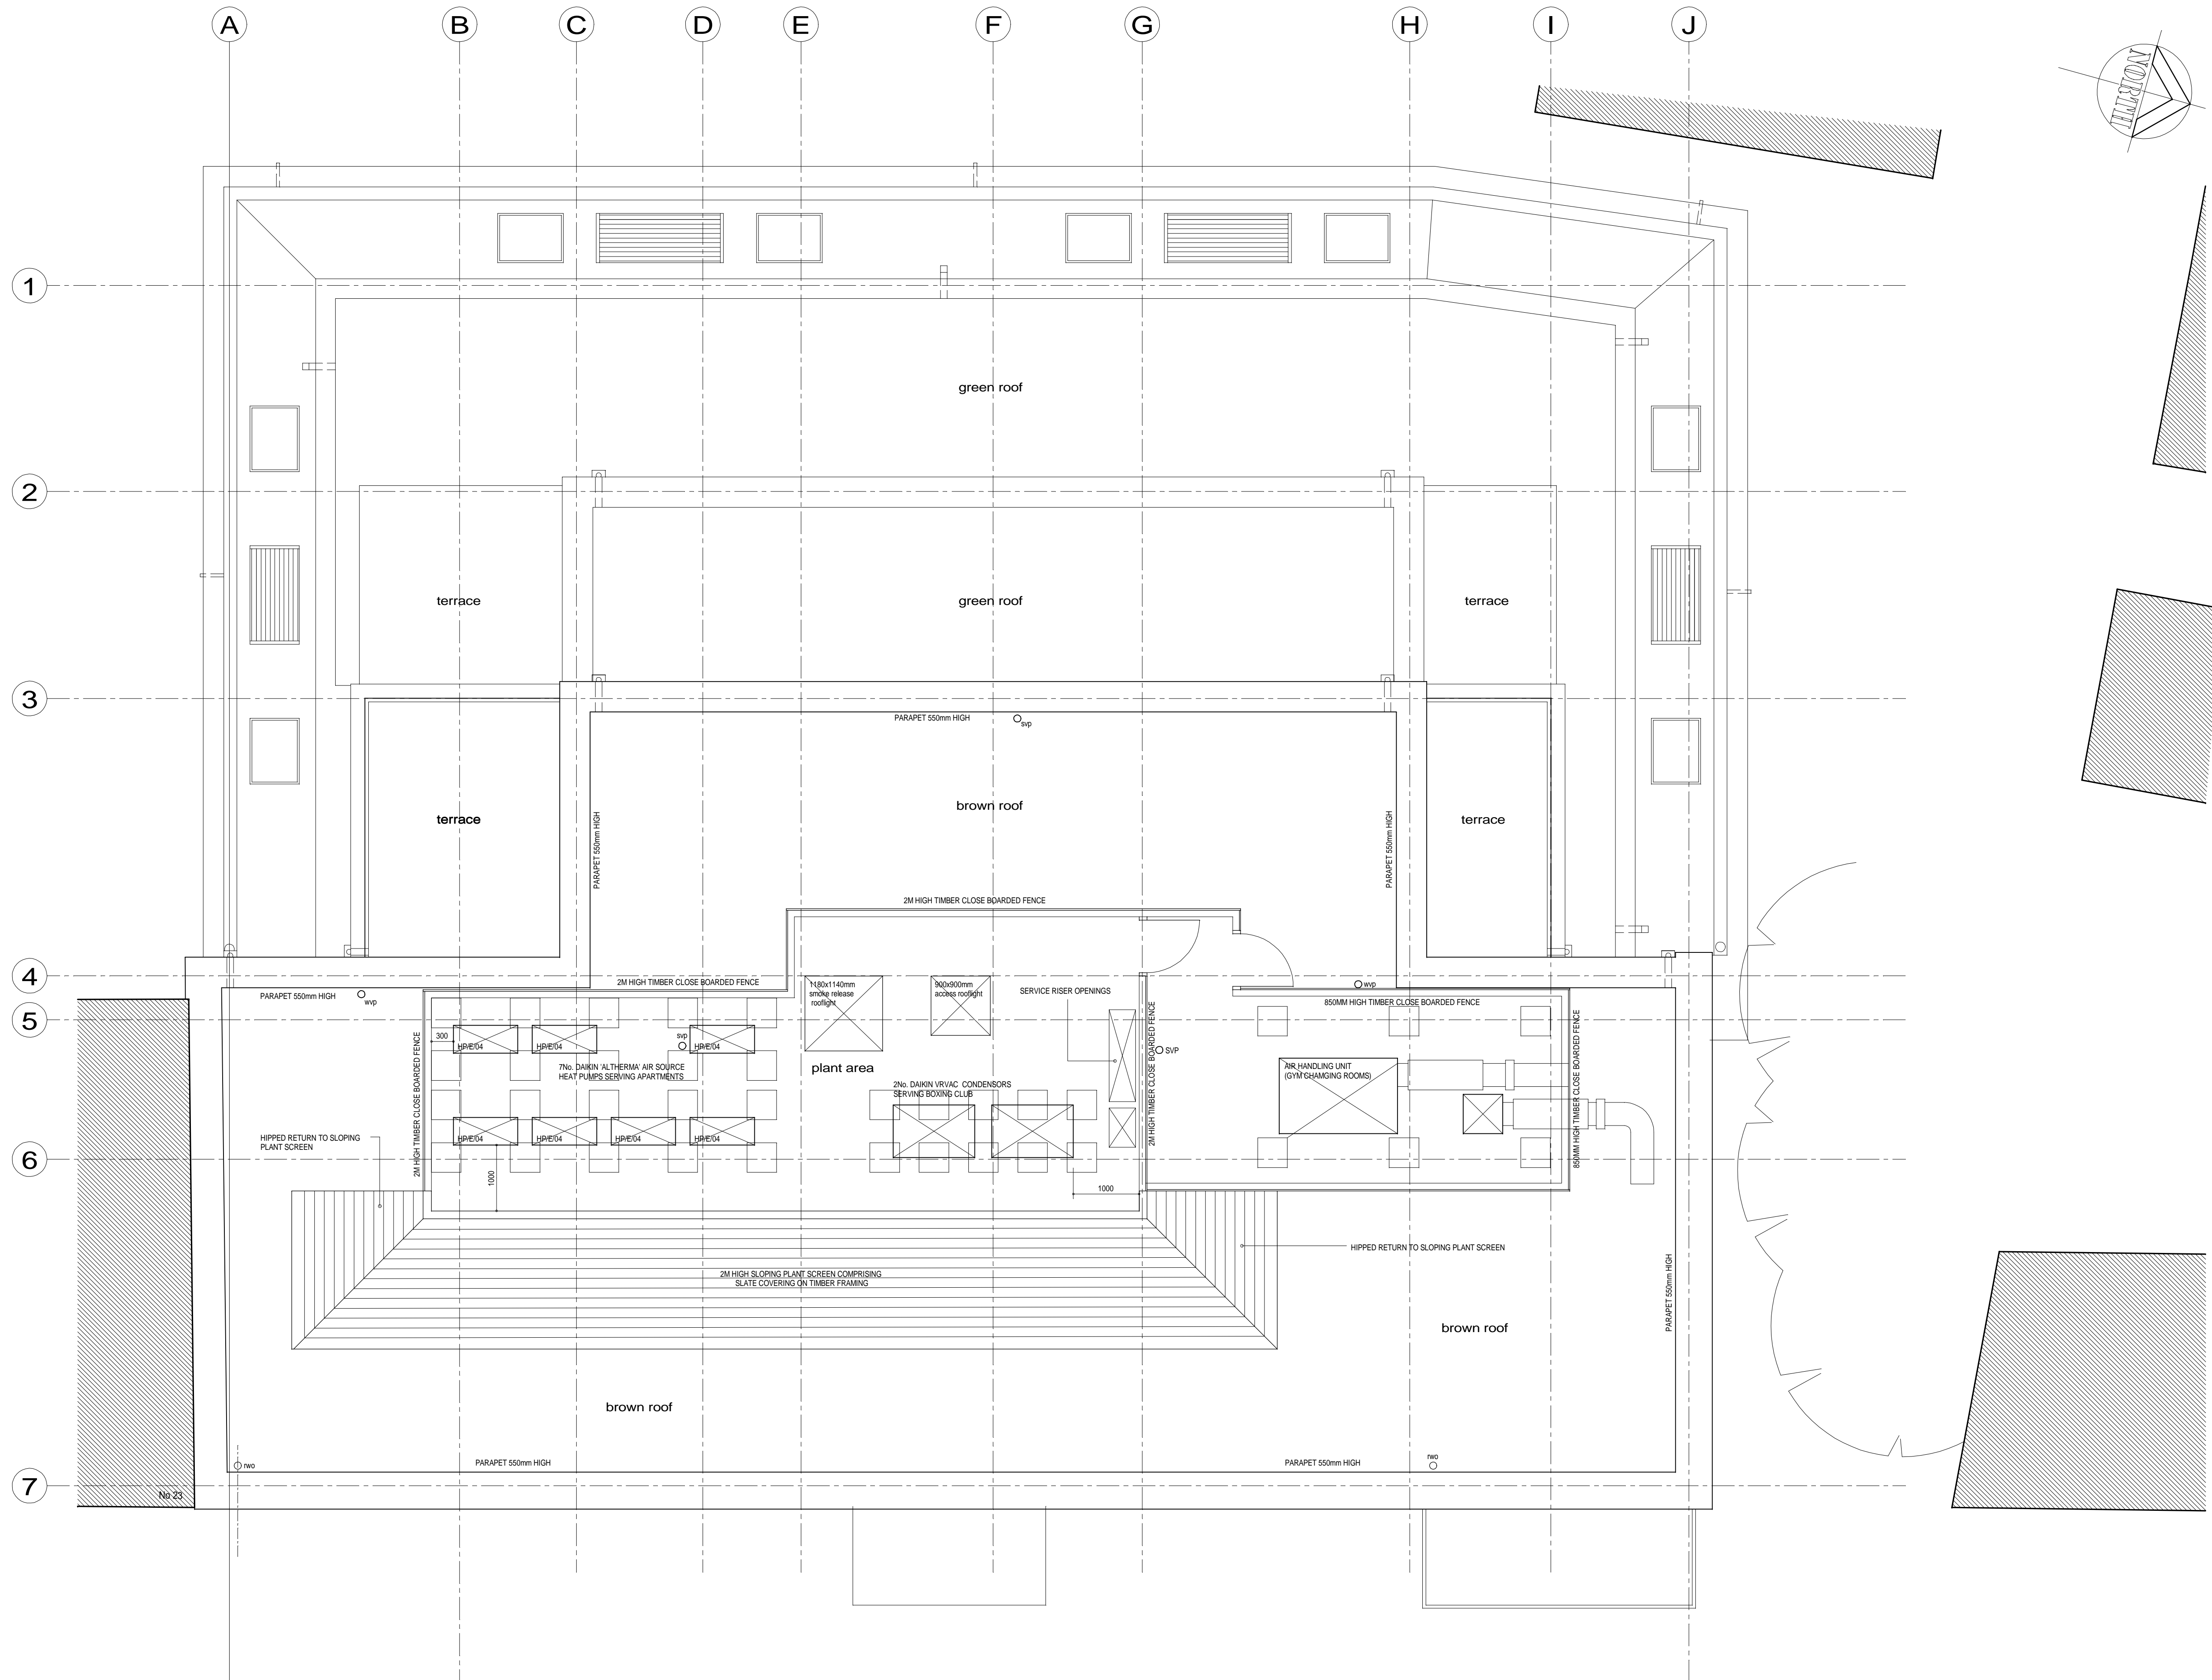 A
B
C
D
E
F
G
H
I
J
NORTH
1
green roof
2
terrace
green roof
terrace
3
PARAPET 550mm HIGH
svp
brown roof
terrace
terrace
PARAPET 550mm HIGH
PARAPET 550mm HIGH
2M HIGH TIMBER CLOSE BOARDED FENCE
4
2M HIGH TIMBER CLOSE BOARDED FENCE
1180x1140mm
smoke release
rooflight
900x900mm
access rooflight
SERVICE RISER OPENINGS
wvp
PARAPET 550mm HIGH
wvp
850MM HIGH TIMBER CLOSE BOARDED FENCE
5
300
HP/E/04
HP/E/04
svp
HP/E/04
SVP
2M HIGH TIMBER CLOSE BOARDED FENCE
7No. DAIKIN 'ALTHERMA' AIR SOURCE
HEAT PUMPS SERVING APARTMENTS
plant area
2No. DAIKIN VRVAC CONDENSORS
SERVING BOXING CLUB
2M HIGH TIMBER CLOSE BOARDED FENCE
AIR HANDLING UNIT
(GYM CHAMGING ROOMS)
850MM HIGH TIMBER CLOSE BOARDED FENCE
HP/E/04
HP/E/04
HP/E/04
HP/E/04
HIPPED RETURN TO SLOPING
PLANT SCREEN
6
1000
1000
HIPPED RETURN TO SLOPING PLANT SCREEN
2M HIGH SLOPING PLANT SCREEN COMPRISING
SLATE COVERING ON TIMBER FRAMING
PARAPET 550mm HIGH
brown roof
brown roof
rwo
PARAPET 550mm HIGH
PARAPET 550mm HIGH
rwo
7
No 23